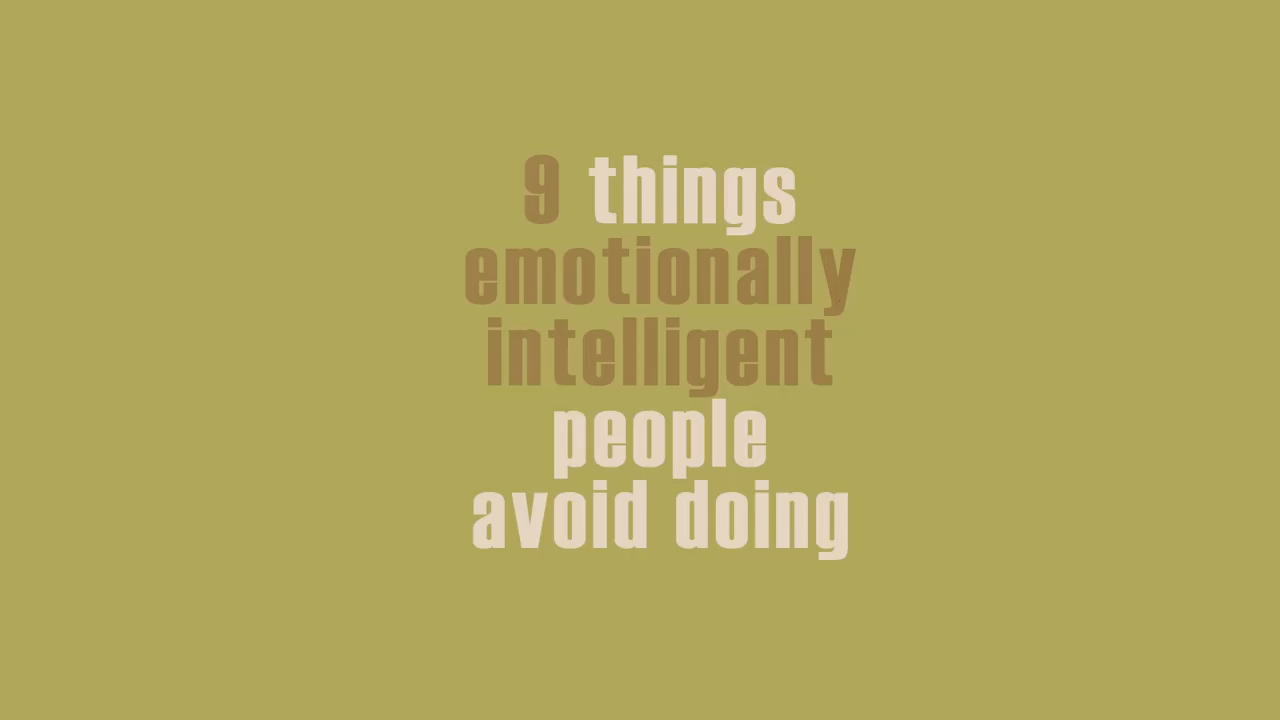 9 things
emotionally
intelligent
people
avoid doing